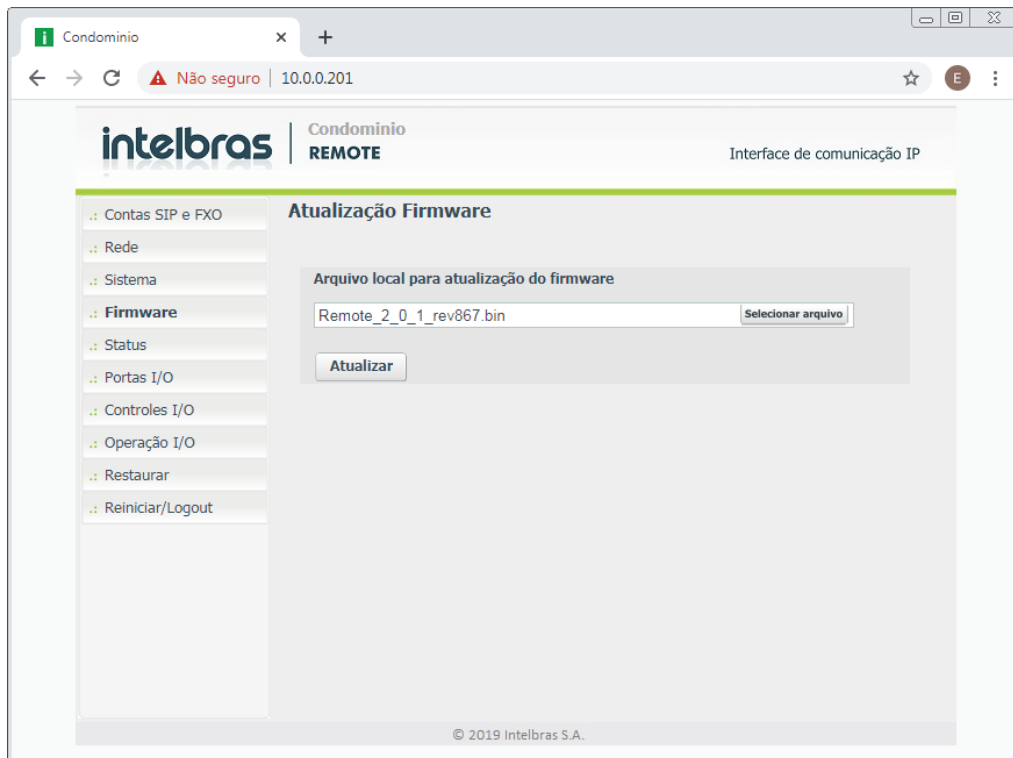 Condominio
Não seguro
10.0.0.201
E
intelbras
Condominio
REMOTE
Interface de comunicação IP
.: Contas SIP e FXO
.: Rede
.: Sistema
.: Firmware
.: Status
.: Portas I/O
.: Controles I/O
.: Operação I/O
.: Restaurar
.: Reiniciar/Logout
Atualização Firmware
Arquivo local para atualização do firmware
Remote_2_0_1_rev867.bin
Selecionar arquivo
Atualizar
© 2019 Intelbras S.A.